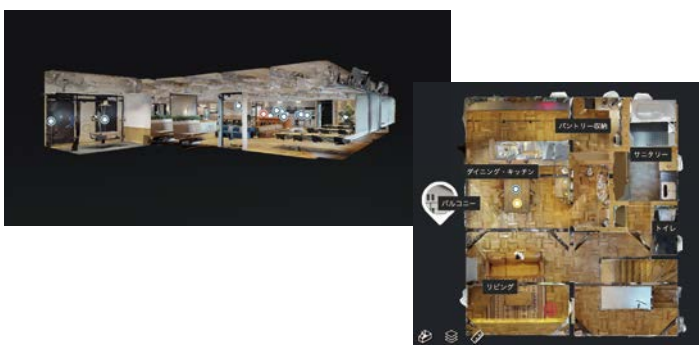 パントリー収納
サニタリー
ダイニング・キッチン
バルコニー
トイレ
リビング